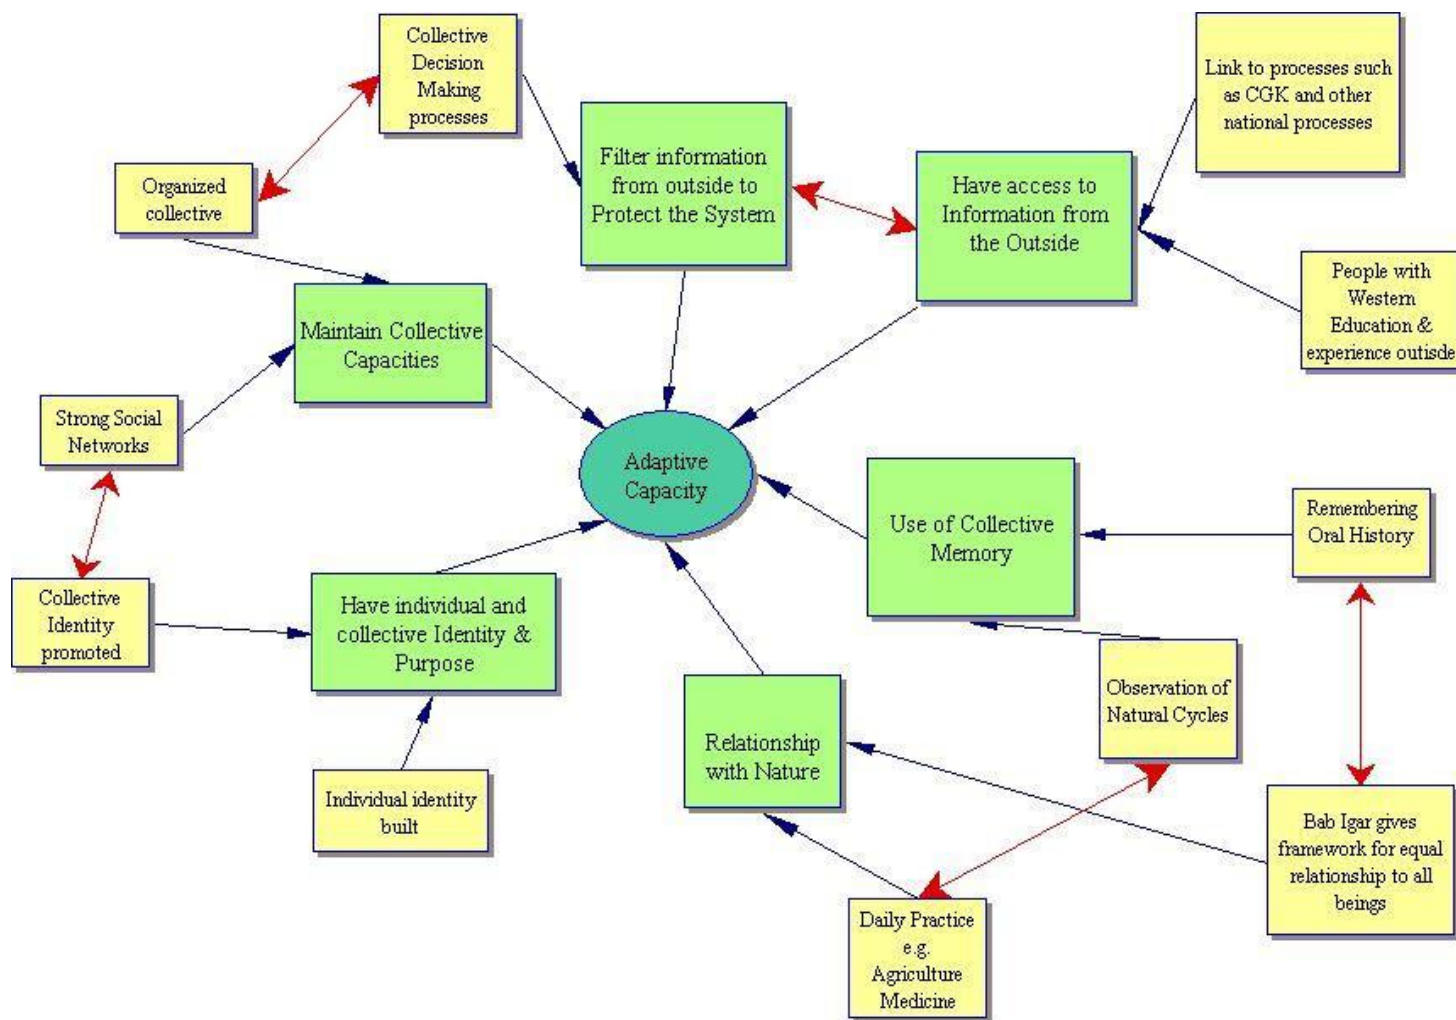 Collective
Decision
Making
processes
Link to processes such
as CGK and other
national processes
Filter information
from outside to
Protect the System
Have access to
Information from
the Outside
Organized
collective
People with
Western
Education &
experience outisde
Maintain Collective
Capacities
Strong Social
Networks
Adaptive
Capacity
Use of Collective
Memory
Remembering
Oral History
Collective
Identity
promoted
Have individual and
collective Identity &
Purpose
Observation of
Natural Cycles
Relationship
with Nature
Individual identity
built
Bab Igar gives
framework for equal
relationship to all
beings
Daily Practice
e.g.
Agriculture
Medicine